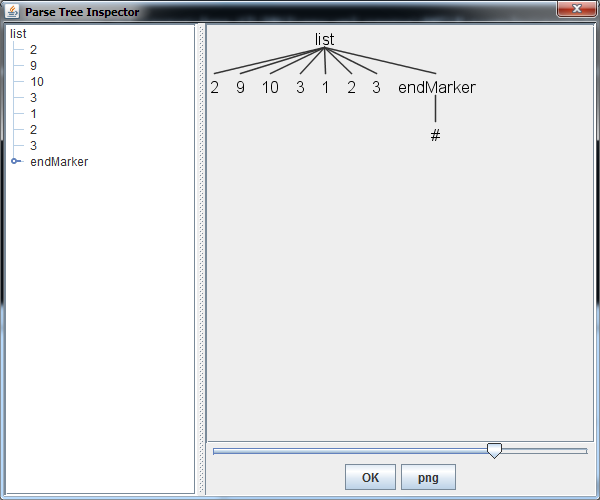 Parse Tree Inspector
list
2
9
10
3
1
2
3
endMarker
list
2 9 10 3 1 2 3 endMarker
#
OK png